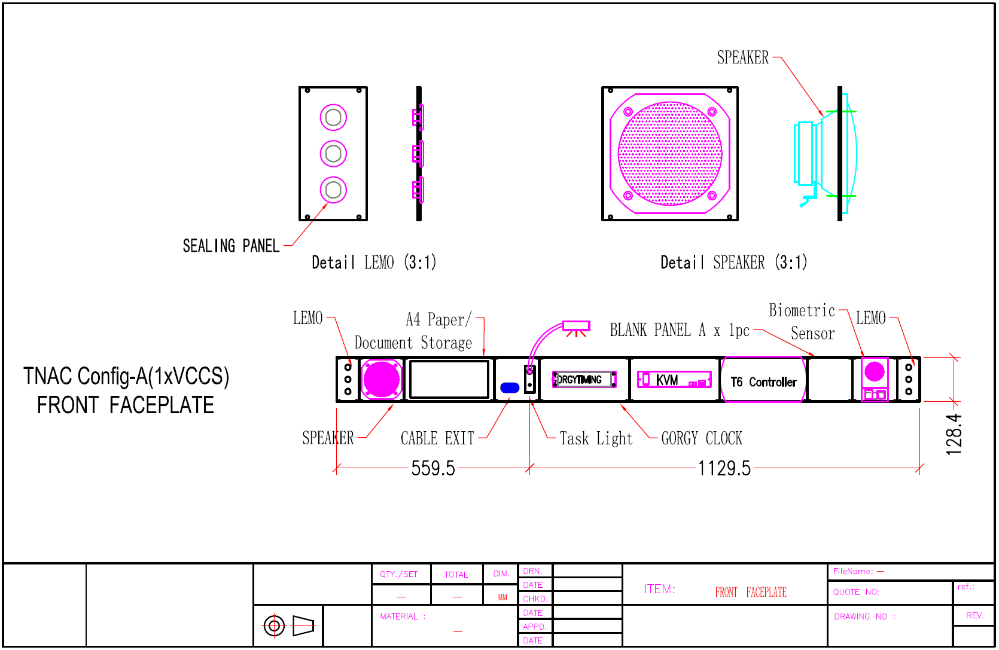 SPEAKER
SEALING PANEL
Detail LEMO (3:1)
Detail SPEAKER (3:1)
LEMO
A4 Paper/
Document Storage
BLANK PANEL A x 1pc
Biometric
Sensor
LEMO
TNAC Config-A(1xVCCS)
FRONT FACEPLATE
ORGYTIMING
KVM
T6 Controller
SPEAKER
CABLE EXIT
Task Light
GORGY CLOCK
128.4
559.5
1129.5
QTY./SET
TOTAL
DIM.
DRN.
DATE
CHKD.
DATE
APPD.
DATE
—
—
MM
MATERIAL :
—
ITEM:
FRONT FACEPLATE
FileName: —
QUOTE NO:
ref.:
DRAWING NO :
REV.